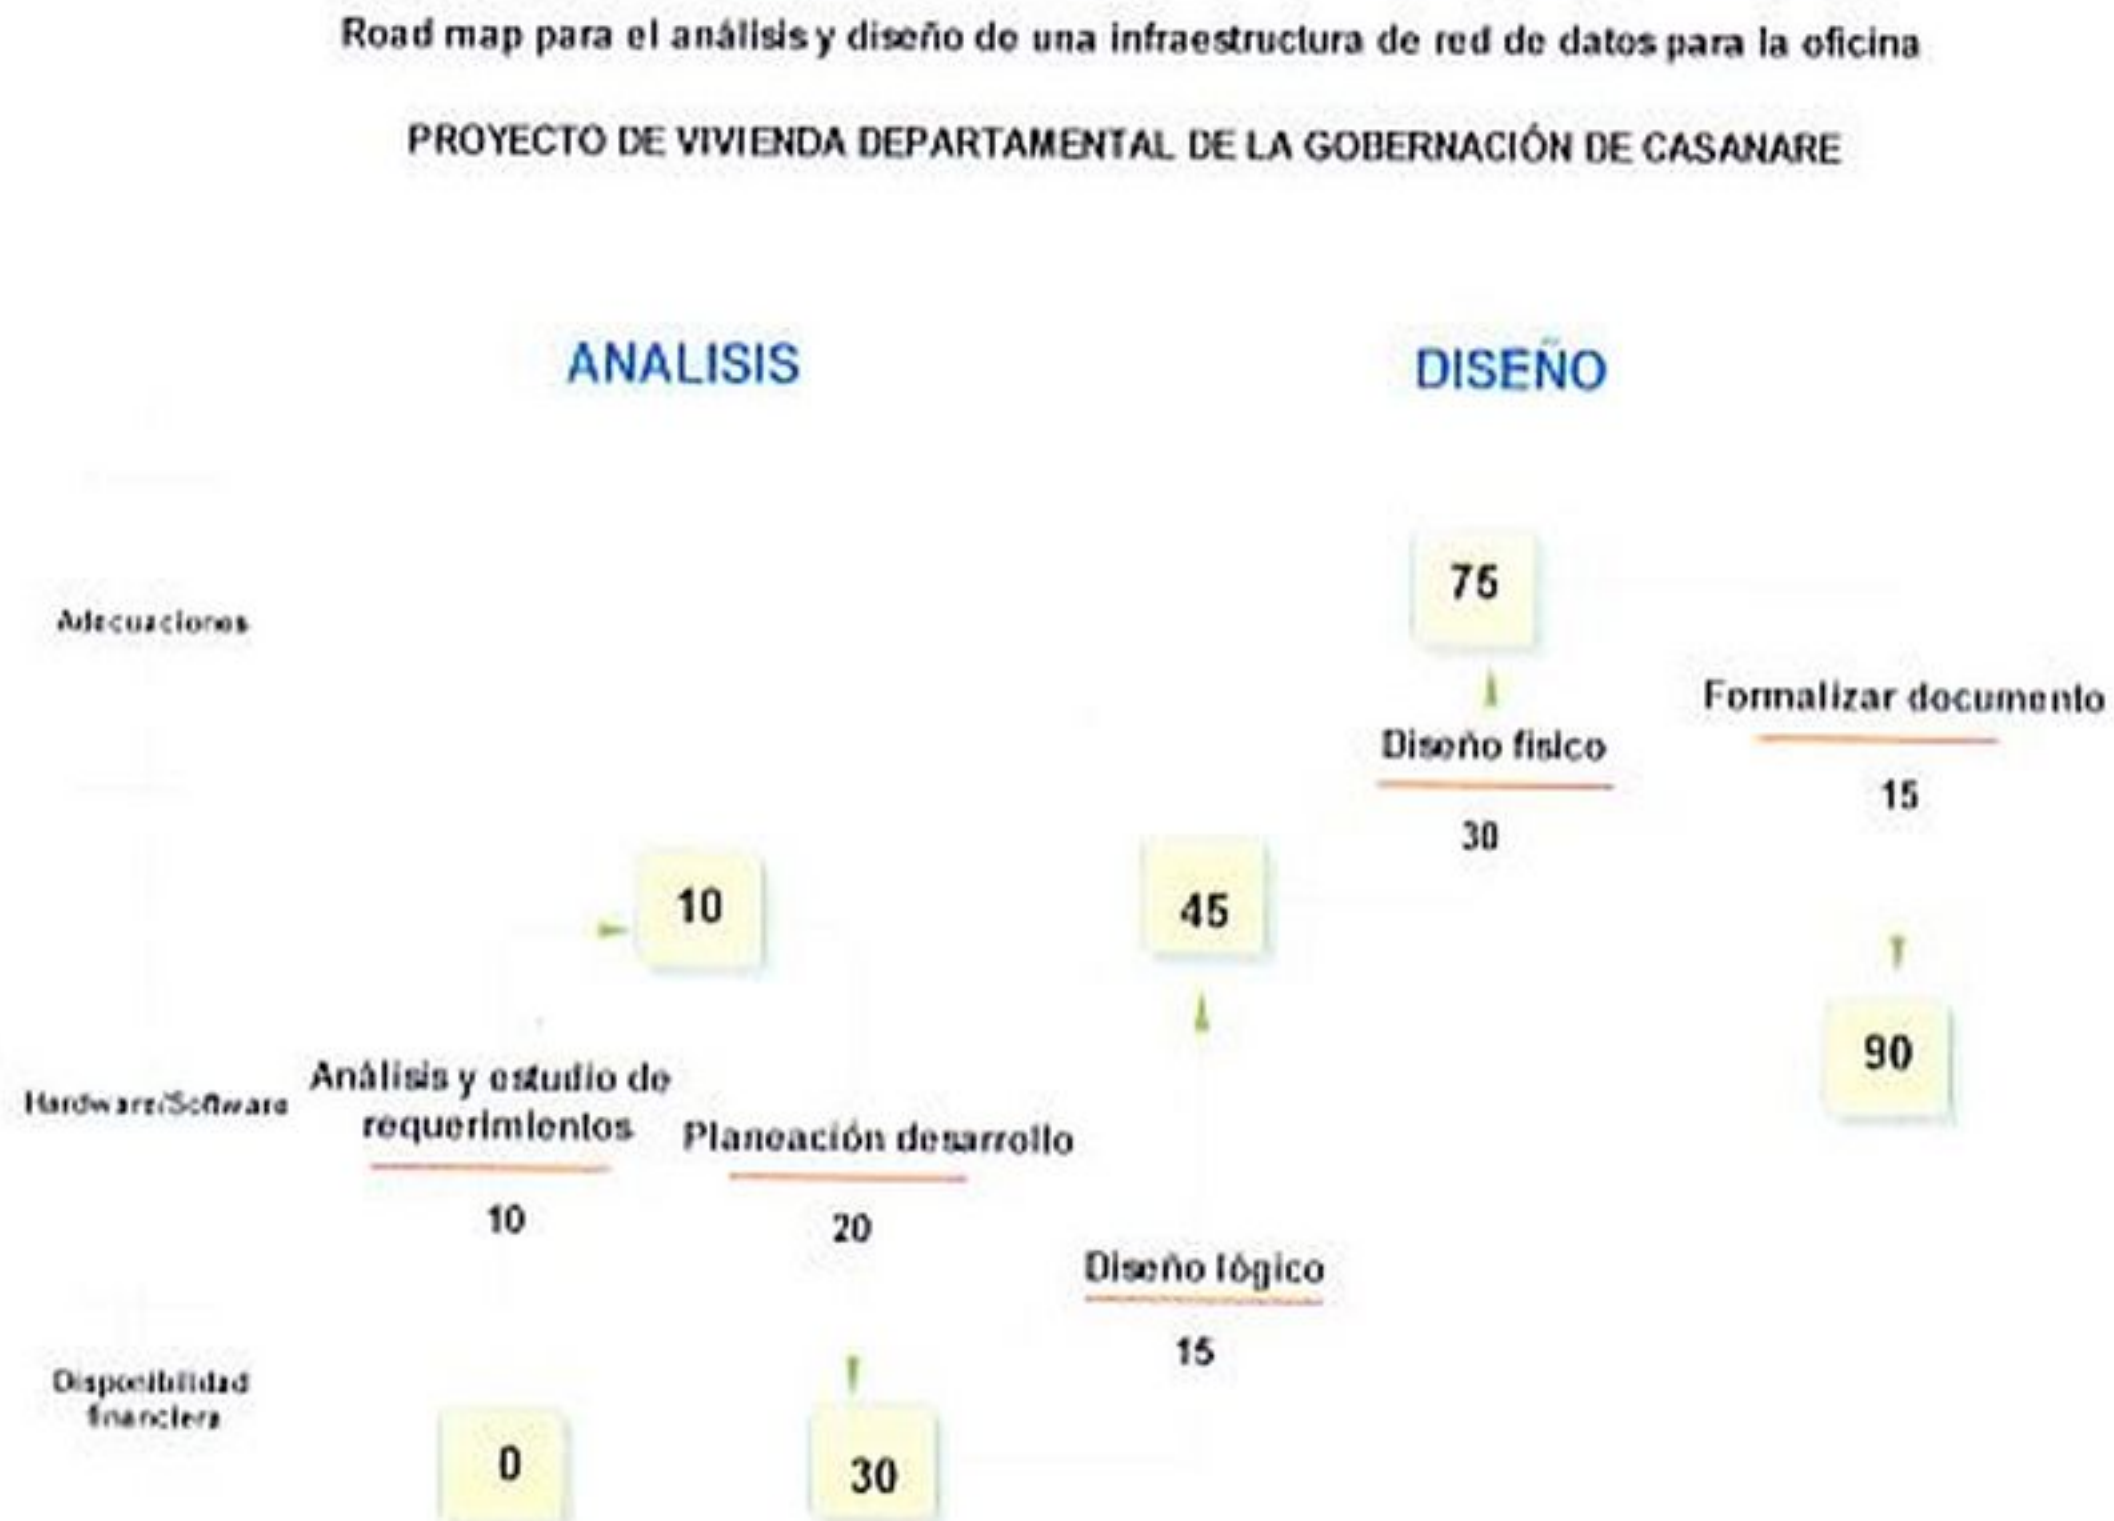 Road map para el análisis y diseño de una infraestructura de red de datos para la oficina
PROYECTO DE VIVIENDA DEPARTAMENTAL DE LA GOBERNACIÓN DE CASANARE
ANALISIS
DISEÑO
75
Adecuaciones
Formalizar documento
15
Diseño fisico
30
10
45
90
Análisis y estudio de
requerimientos
10
Hardware/Software
Planeación desarrollo
20
Diseño lógico
15
Disponibilidad
financiera
0
30